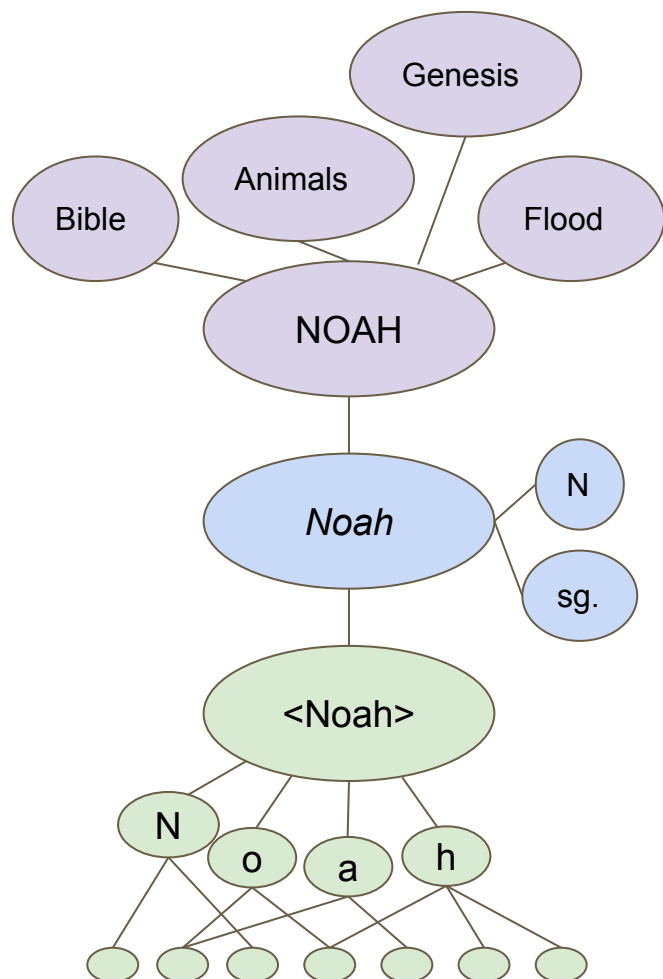 Genesis
Animals
Bible
Flood
NOAH
Noah
N
sg.
<Noah>
N
o
a
h